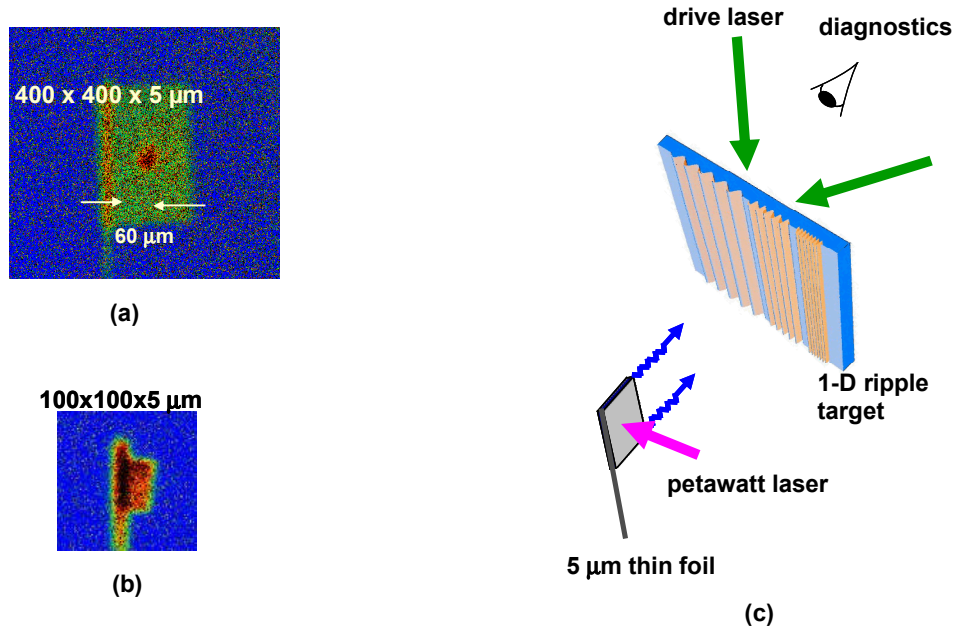 400 x 400 x 5 µm
60 µm
(a)
100x100x5 µm
(b)
drive laser
diagnostics
1-D ripple
target
petawatt laser
5 µm thin foil
(c)